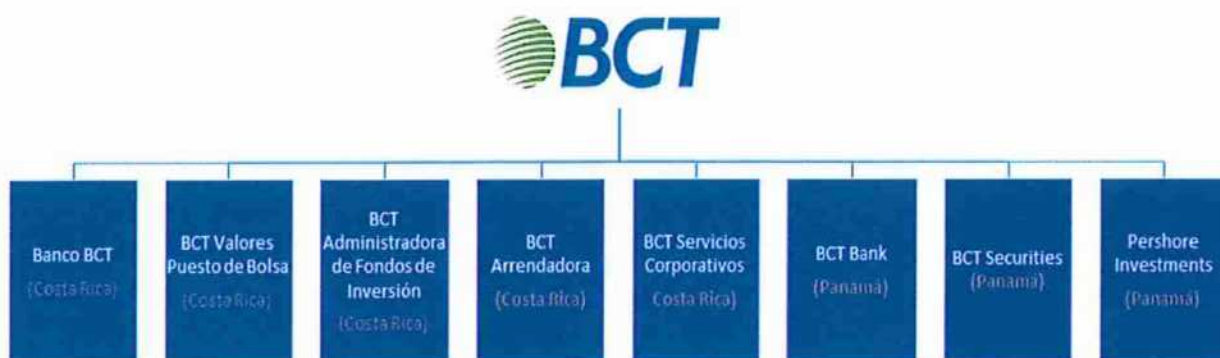 BCT
Banco BCT
(Costa Rica)
BCT Valores
Puesto de Bolsa
(Costa Rica)
BCT
Administradora
de Fondos de
Inversión
(Costa Rica)
BCT
Arrendadora
(Costa Rica)
BCT Servicios
Corporativos
Costa Rica)
BCT Bank
(Panamá)
BCT Securities
(Panamá)
Pershore
Investments
(Panamá)